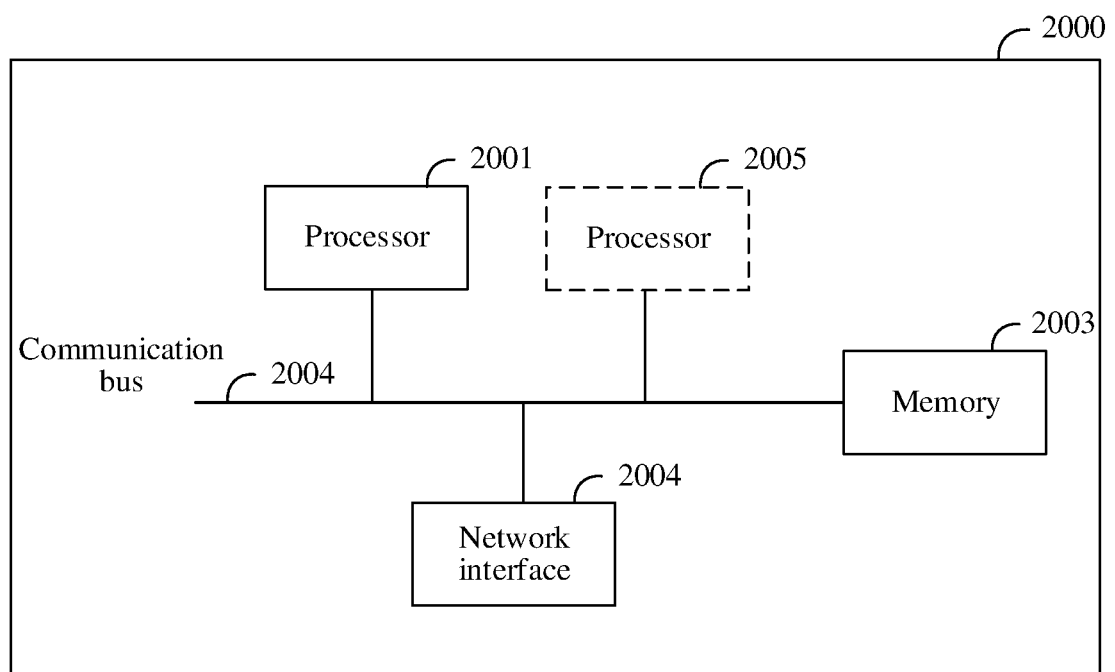 2000
2001
2005
Processor
Processor
2003
Communication
bus
2004
Memory
2004
Network
interface